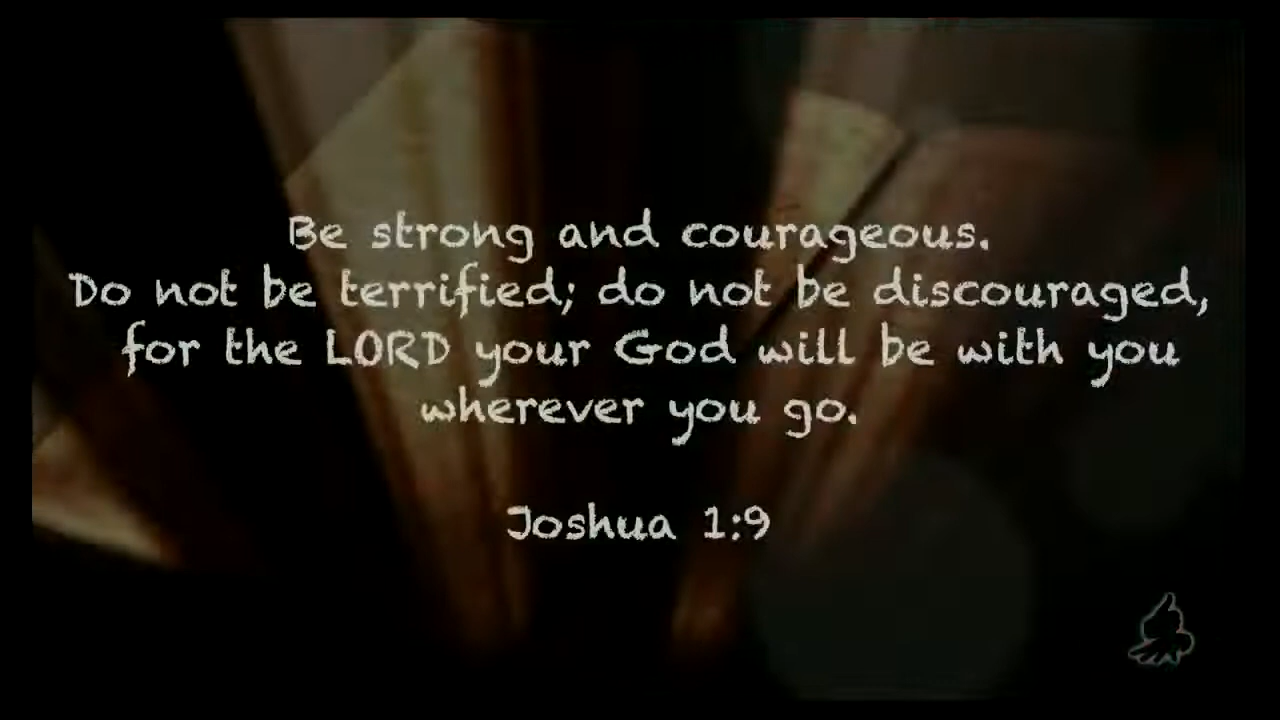 Be strong and courageous.
Do not be terrified; do not be discouraged,
for the LORD your God will be with you
wherever you go.
Joshua 1:9